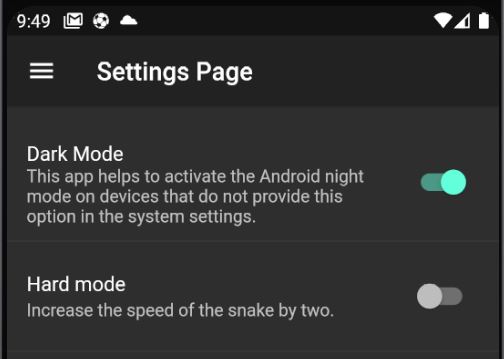 9:49
Settings Page
Dark Mode
This app helps to activate the Android night
mode on devices that do not provide this
option in the system settings.
Hard mode
Increase the speed of the snake by two.